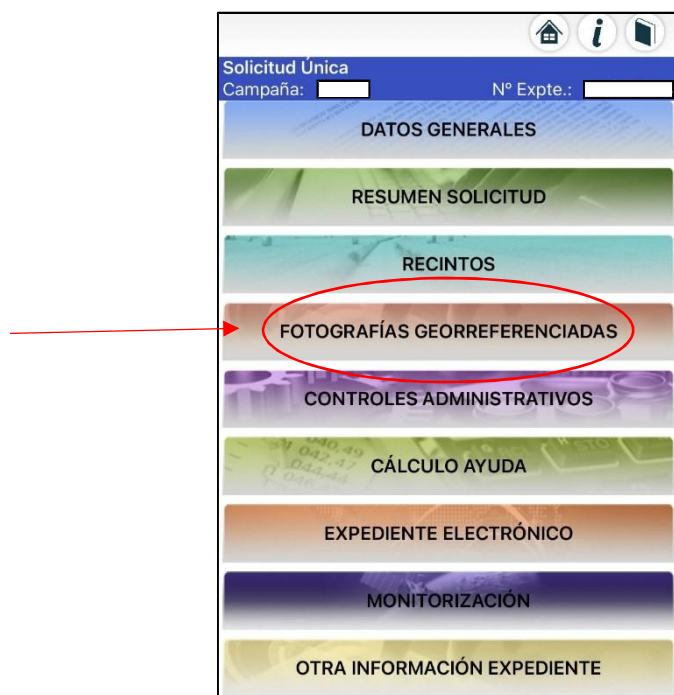 i
Solicitud Única
Campaña: Nº Expte.:
DATOS GENERALES
RESUMEN SOLICITUD
RECINTOS
FOTOGRAFÍAS GEORREFERENCIADAS
CONTROLES ADMINISTRATIVOS
CÁLCULO AYUDA
EXPEDIENTE ELECTRÓNICO
MONITORIZACIÓN
OTRA INFORMACIÓN EXPEDIENTE